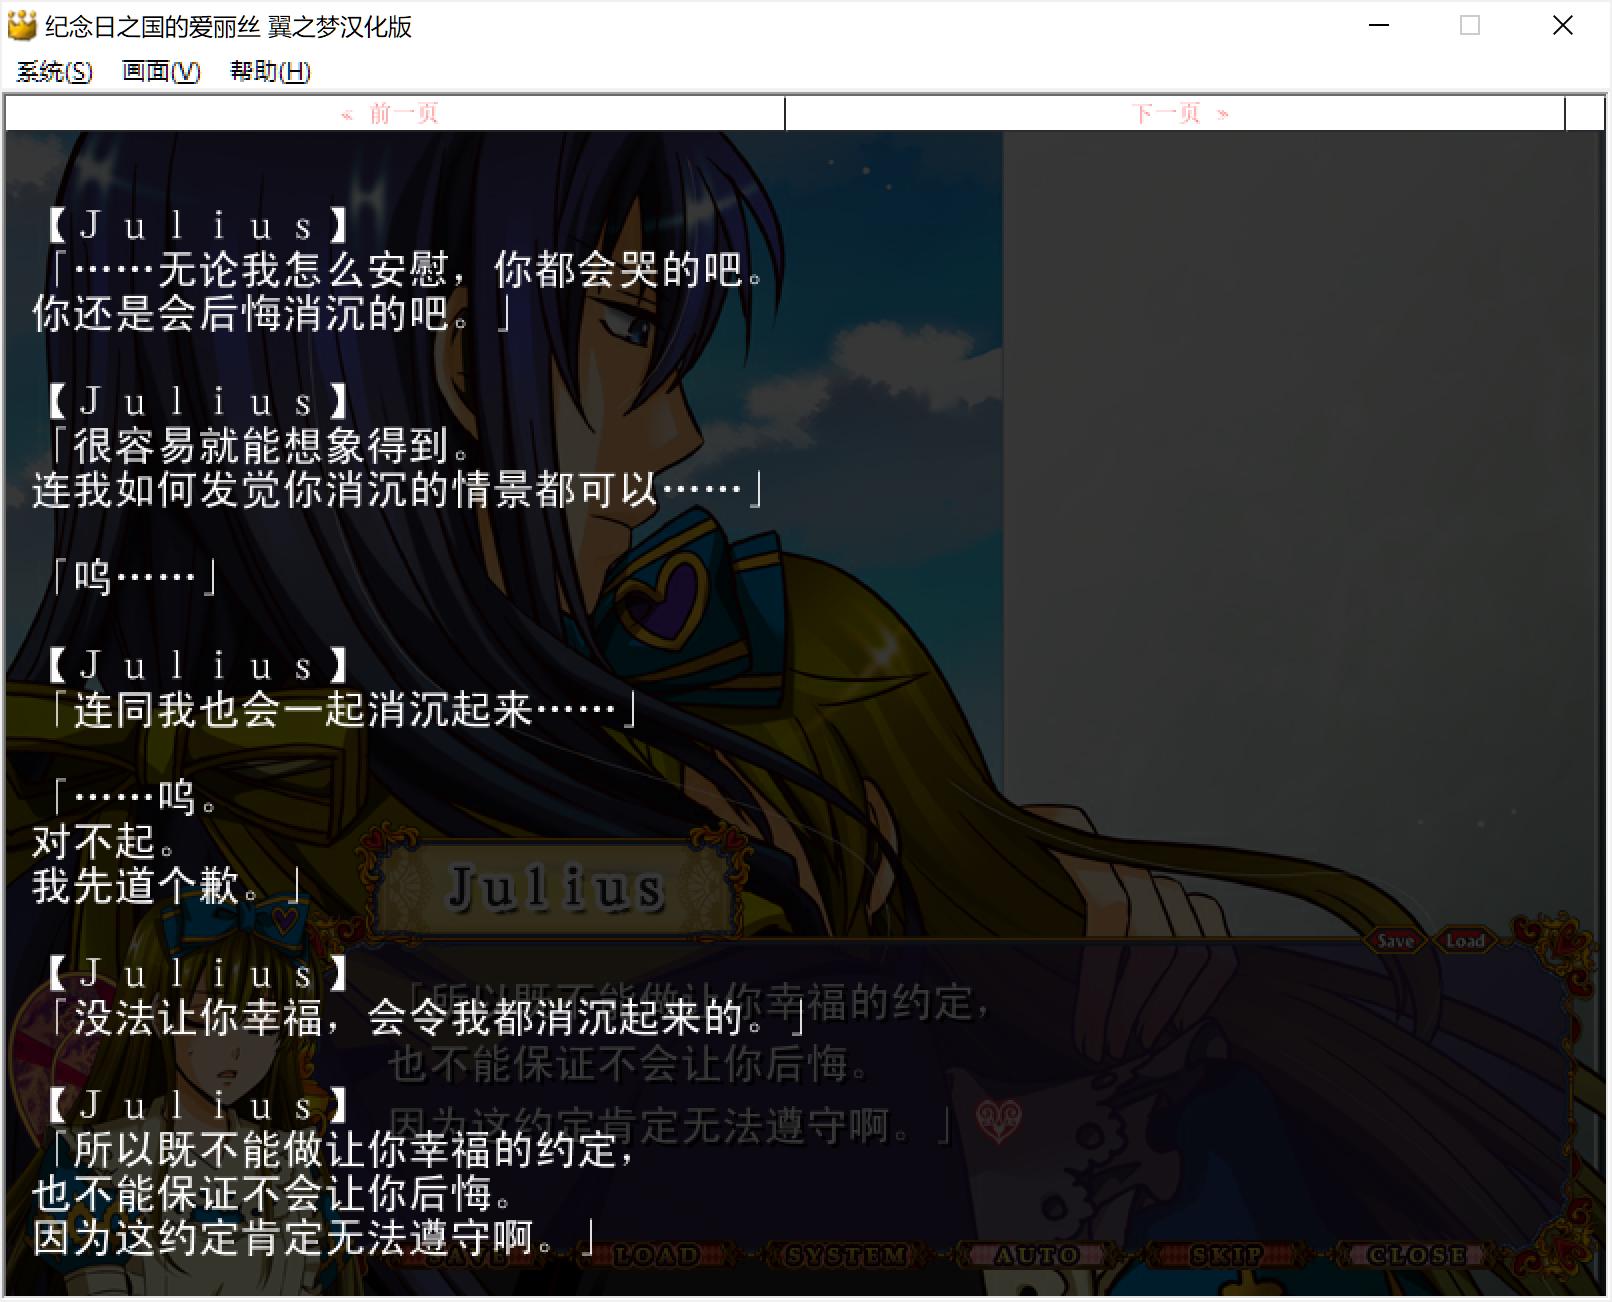 纪念日之国的爱丽丝 翼之梦汉化版
系统(S) 画面(V) 帮助(H)
« 前一页 下一页 »
【Julius】
「……无论我怎么安慰，你都会哭的吧。
你还是会后悔消沉的吧。」
【Julius】
「很容易就能想象得到。
连我如何发觉你消沉的情景都可以……」
「呜……」
【Julius】
「连同我也会一起消沉起来……」
「……呜。
对不起。
我先道个歉。」
【Julius】
「没法让你幸福，会令我都消沉起来的。」
【Julius】
「所以既不能做让你幸福的约定，
也不能保证不会让你后悔。
因为这约定肯定无法遵守啊。」
Julius
Save Load
「所以既不能做让你幸福的约定，
也不能保证不会让你后悔。
因为这约定肯定无法遵守啊。」
SAVE LOAD SYSTEM AUTO SKIP CLOSE